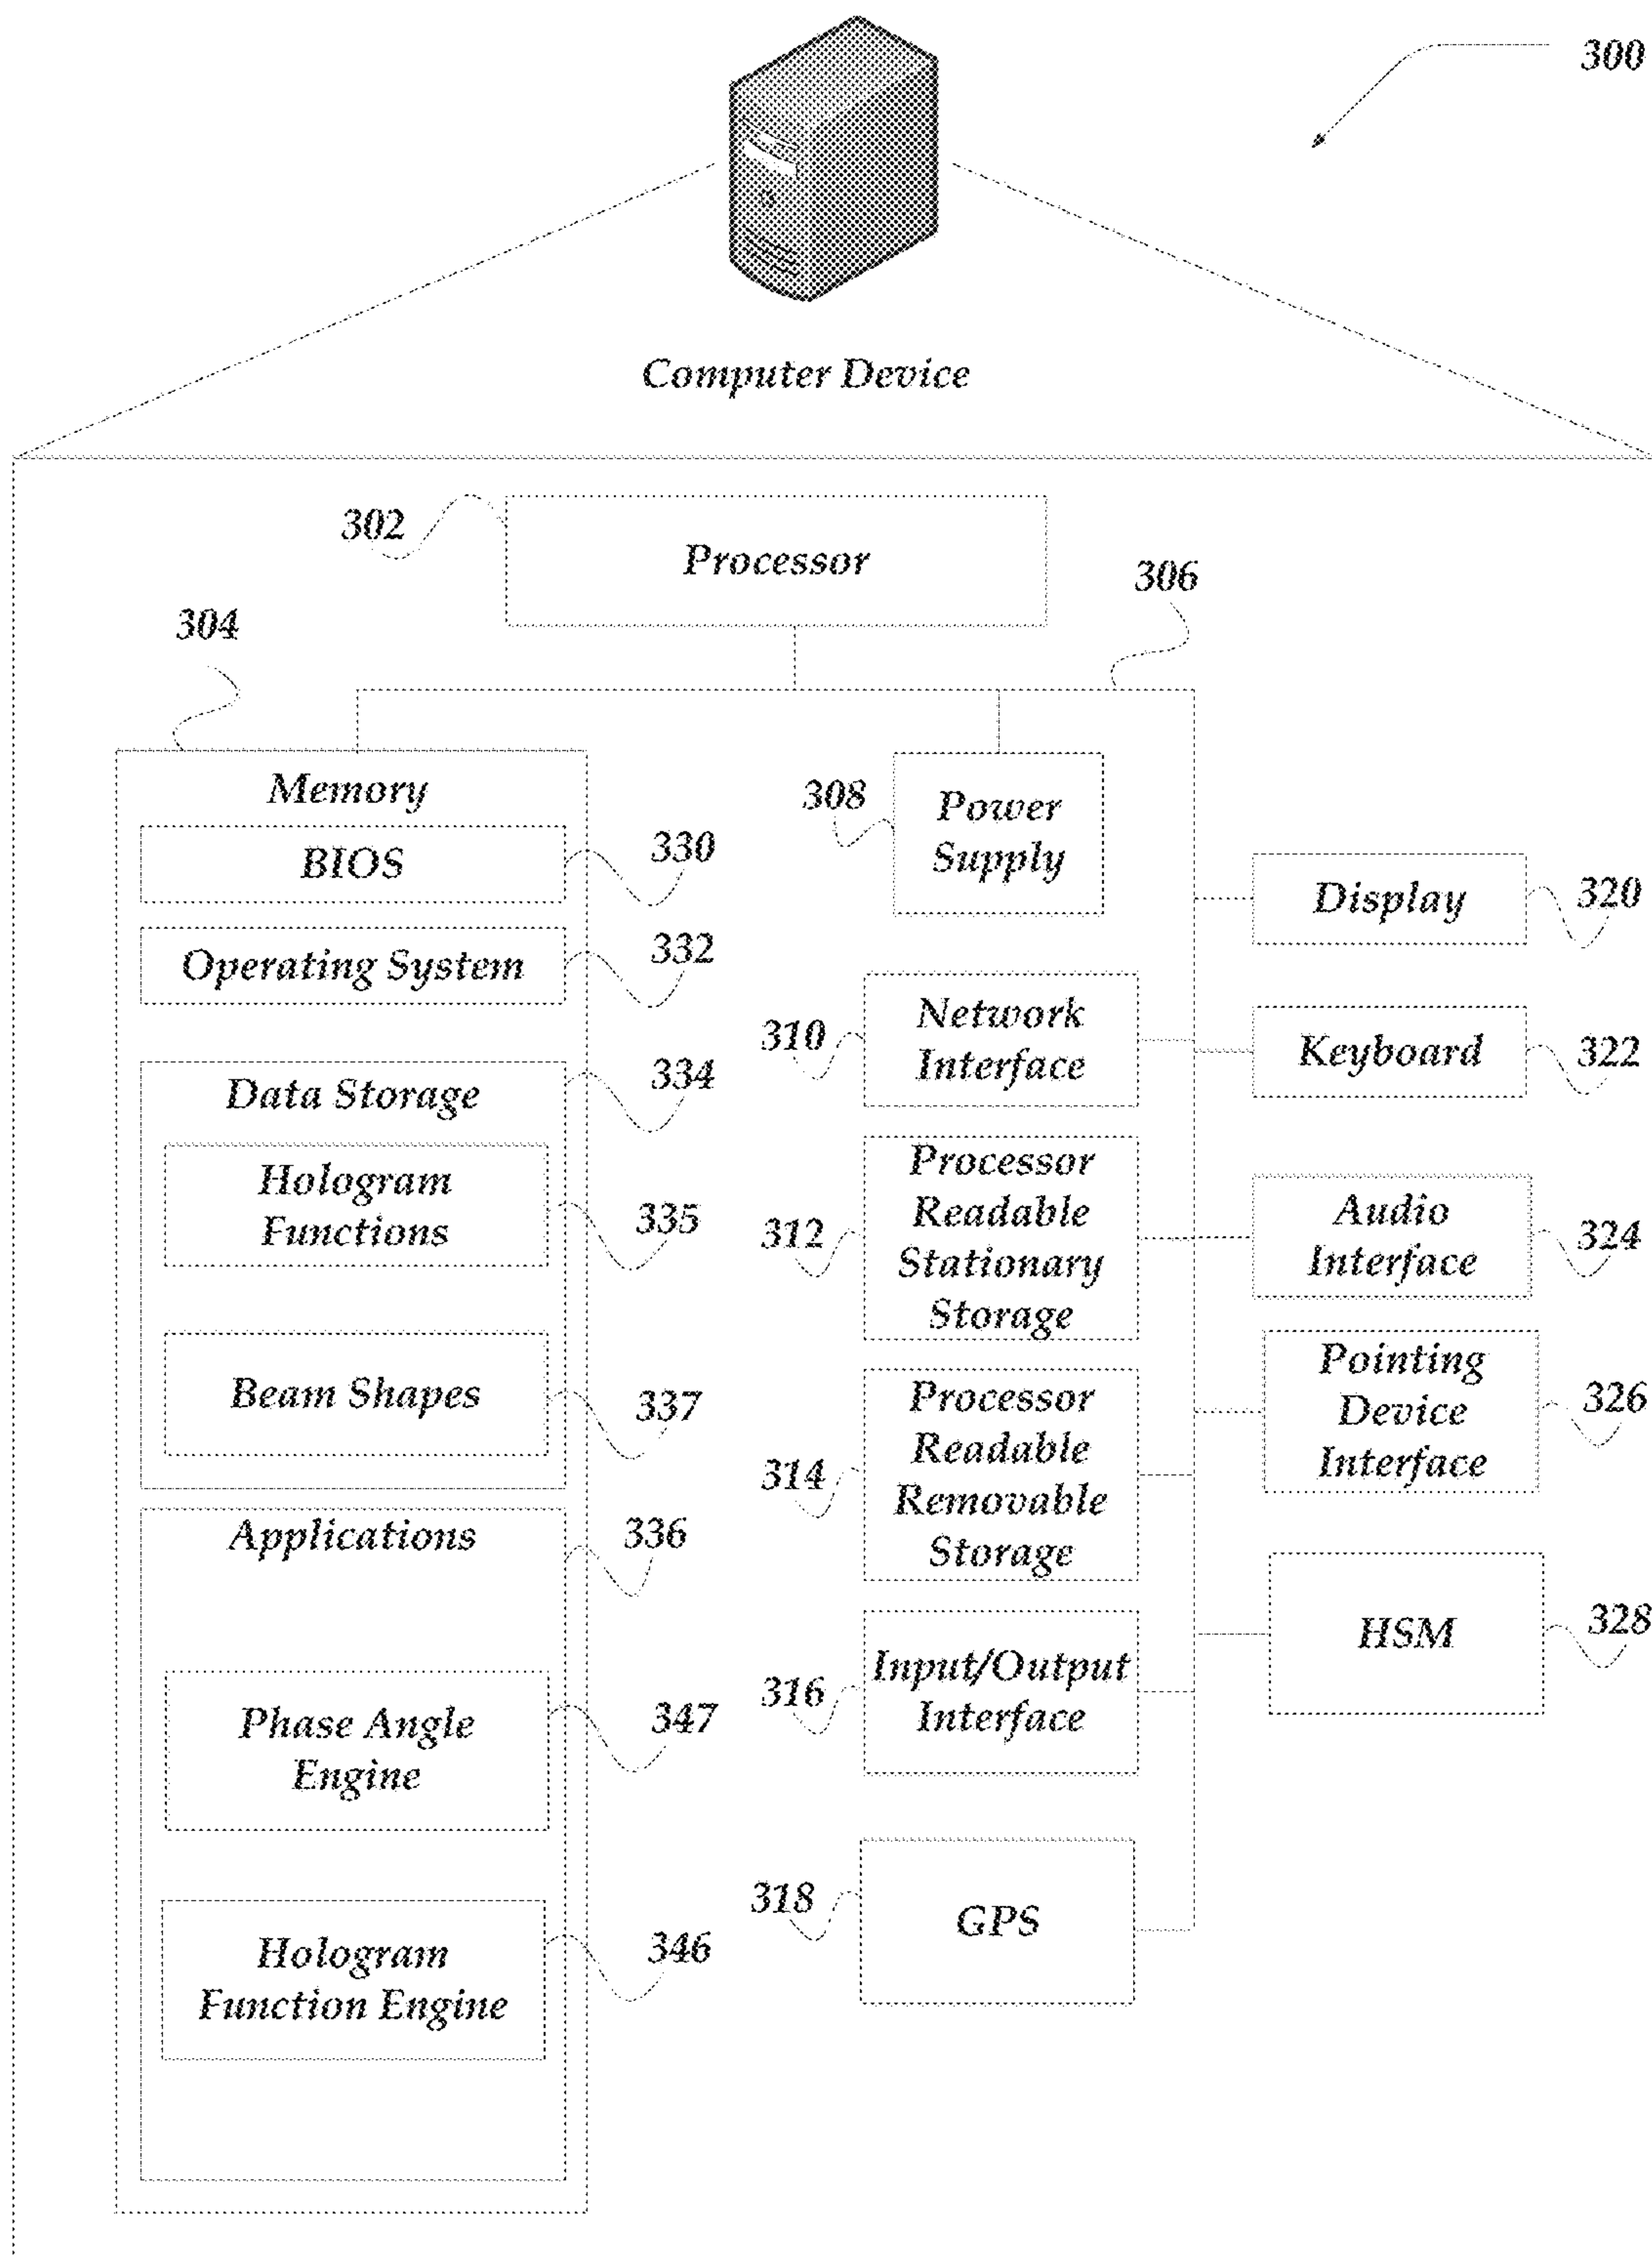 300
Computer Device
302
Processor
306
304
Memory
BIOS
330
Operating System
332
Data Storage
334
Hologram
Functions
335
Beam Shapes
337
Applications
336
Phase Angle
Engine
347
Hologram
Function Engine
346
308
Power
Supply
310
Network
Interface
312
Processor
Readable
Stationary
Storage
314
Processor
Readable
Removable
Storage
316
Input/Output
Interface
318
GPS
Display
320
Keyboard
322
Audio
Interface
324
Pointing
Device
Interface
326
HSM
328